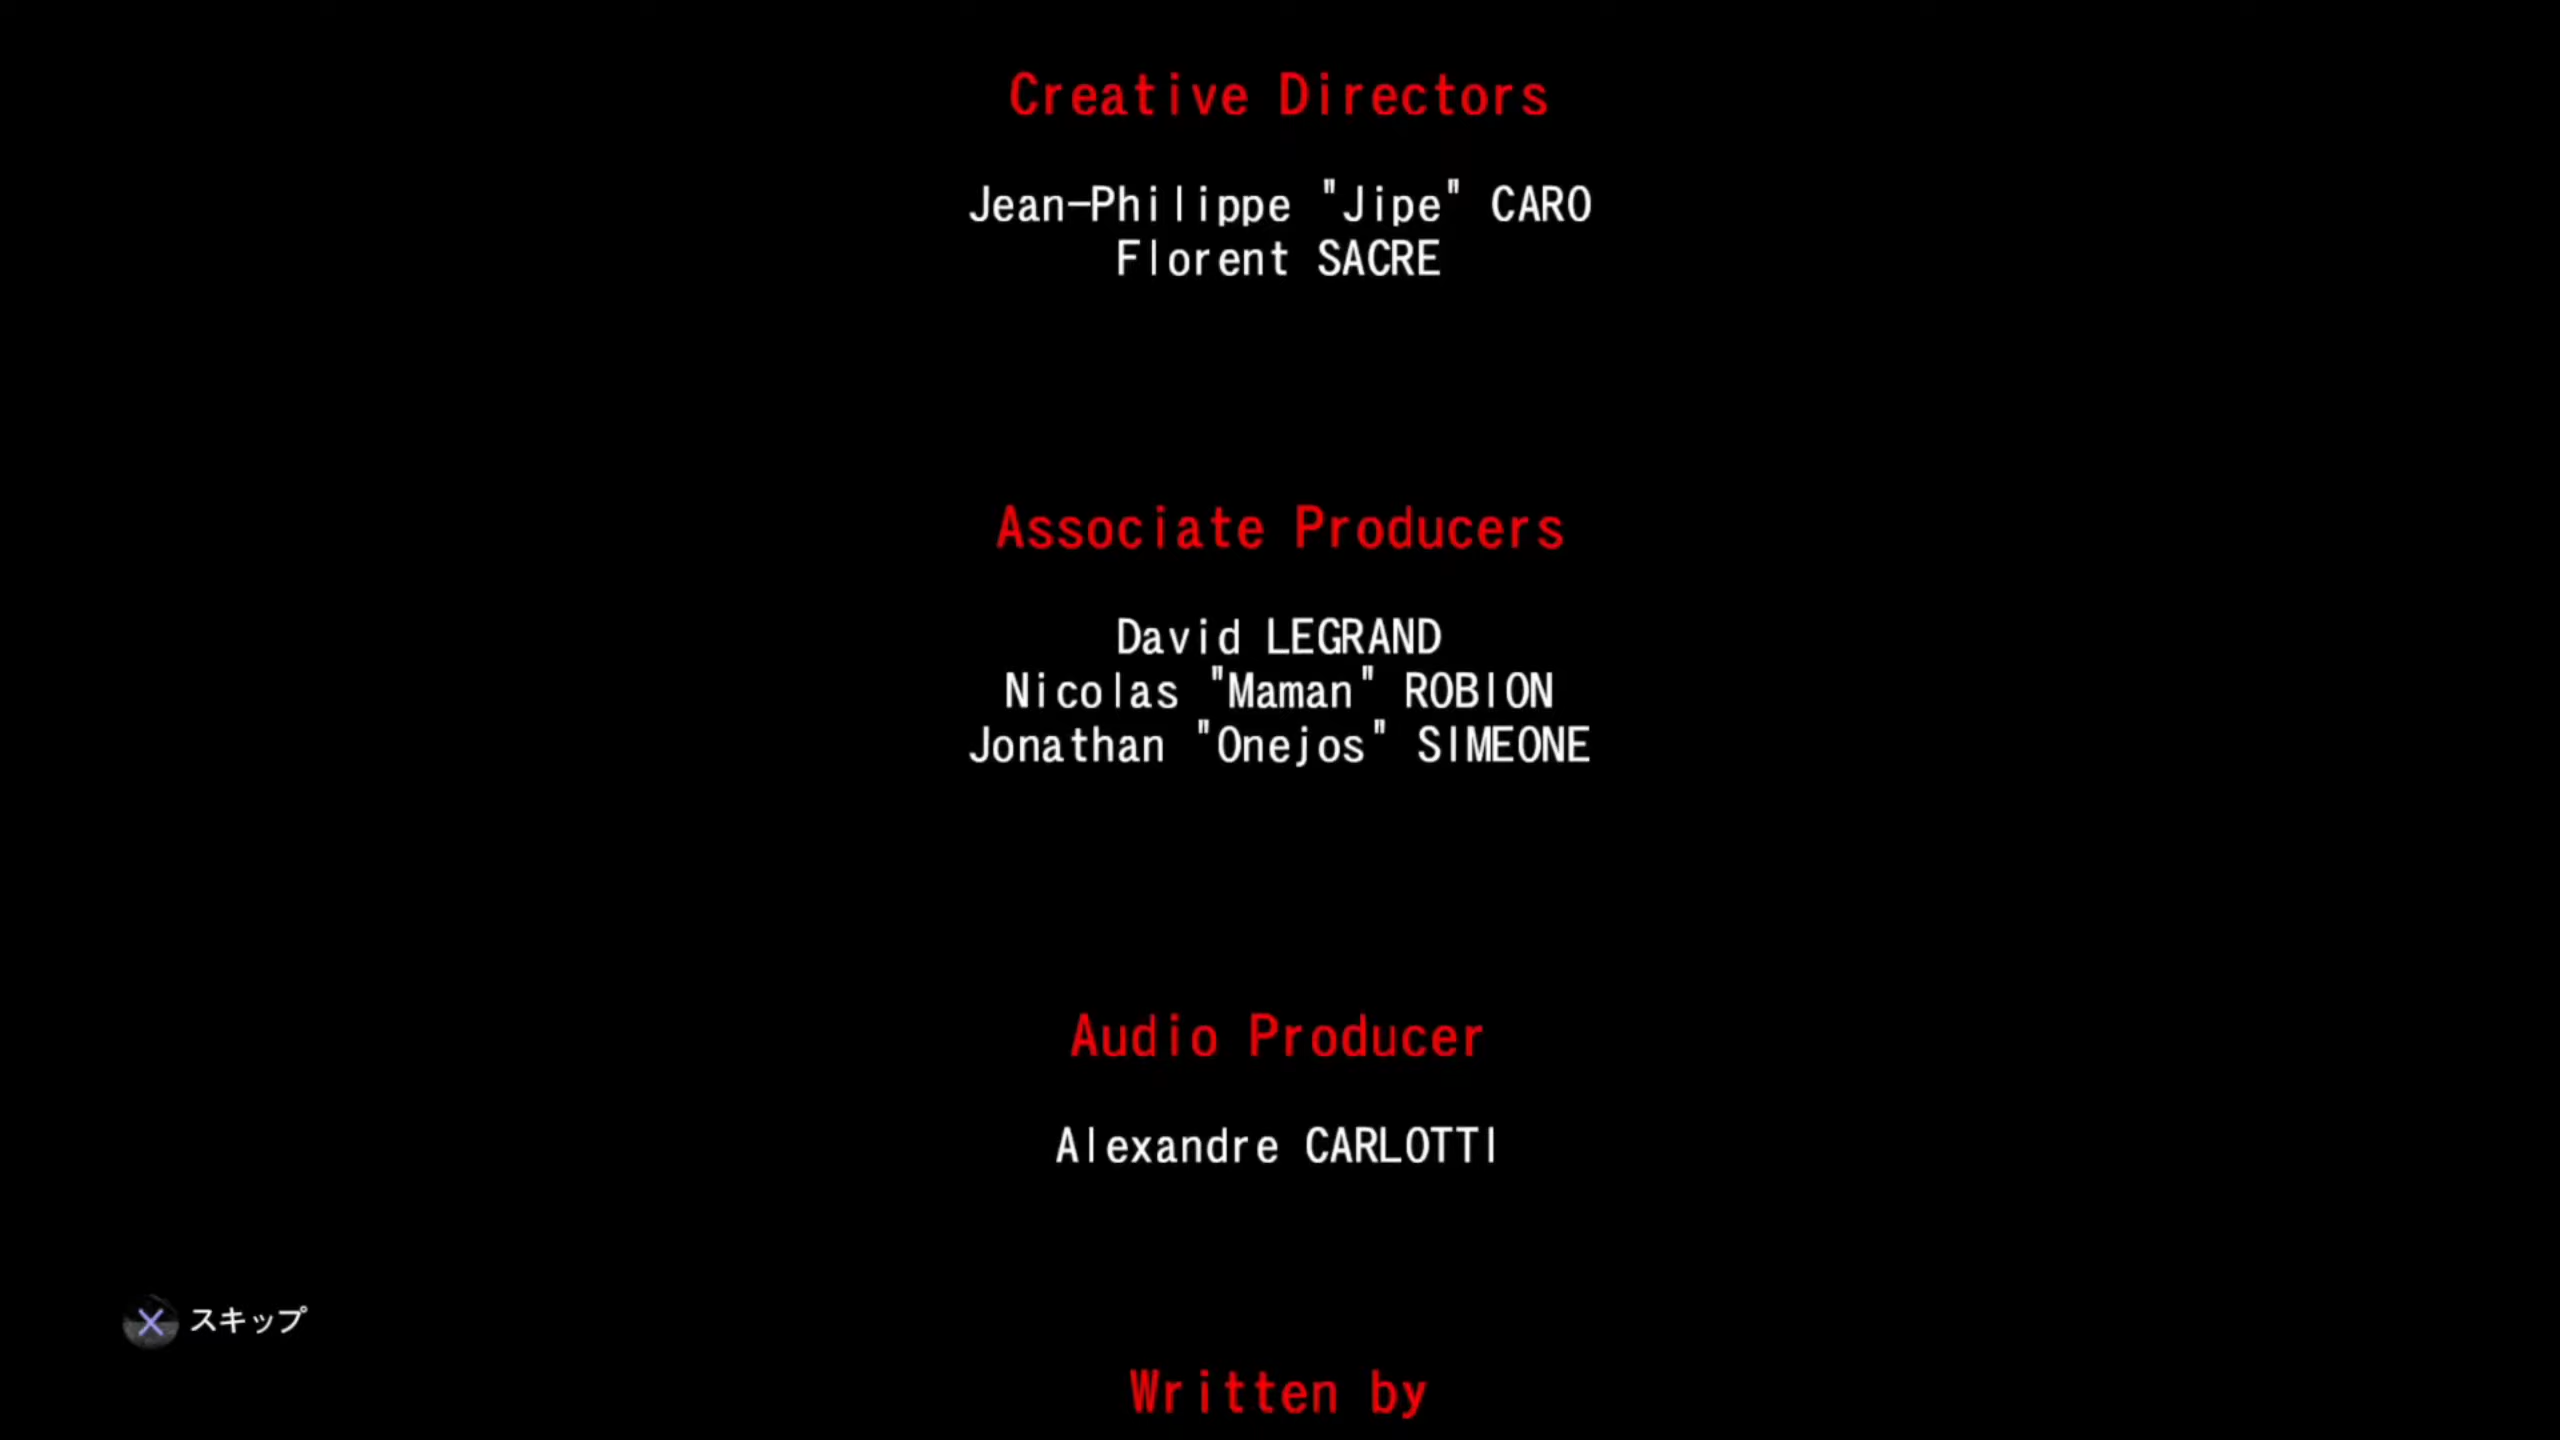 Creative Directors
Jean-Philippe "Jipe" CARO
Florent SACRE
Associate Producers
David LEGRAND
Nicolas "Maman" ROBION
Jonathan "Onejos" SIMEONE
Audio Producer
Alexandre CARLOTTI
スキップ
Written by